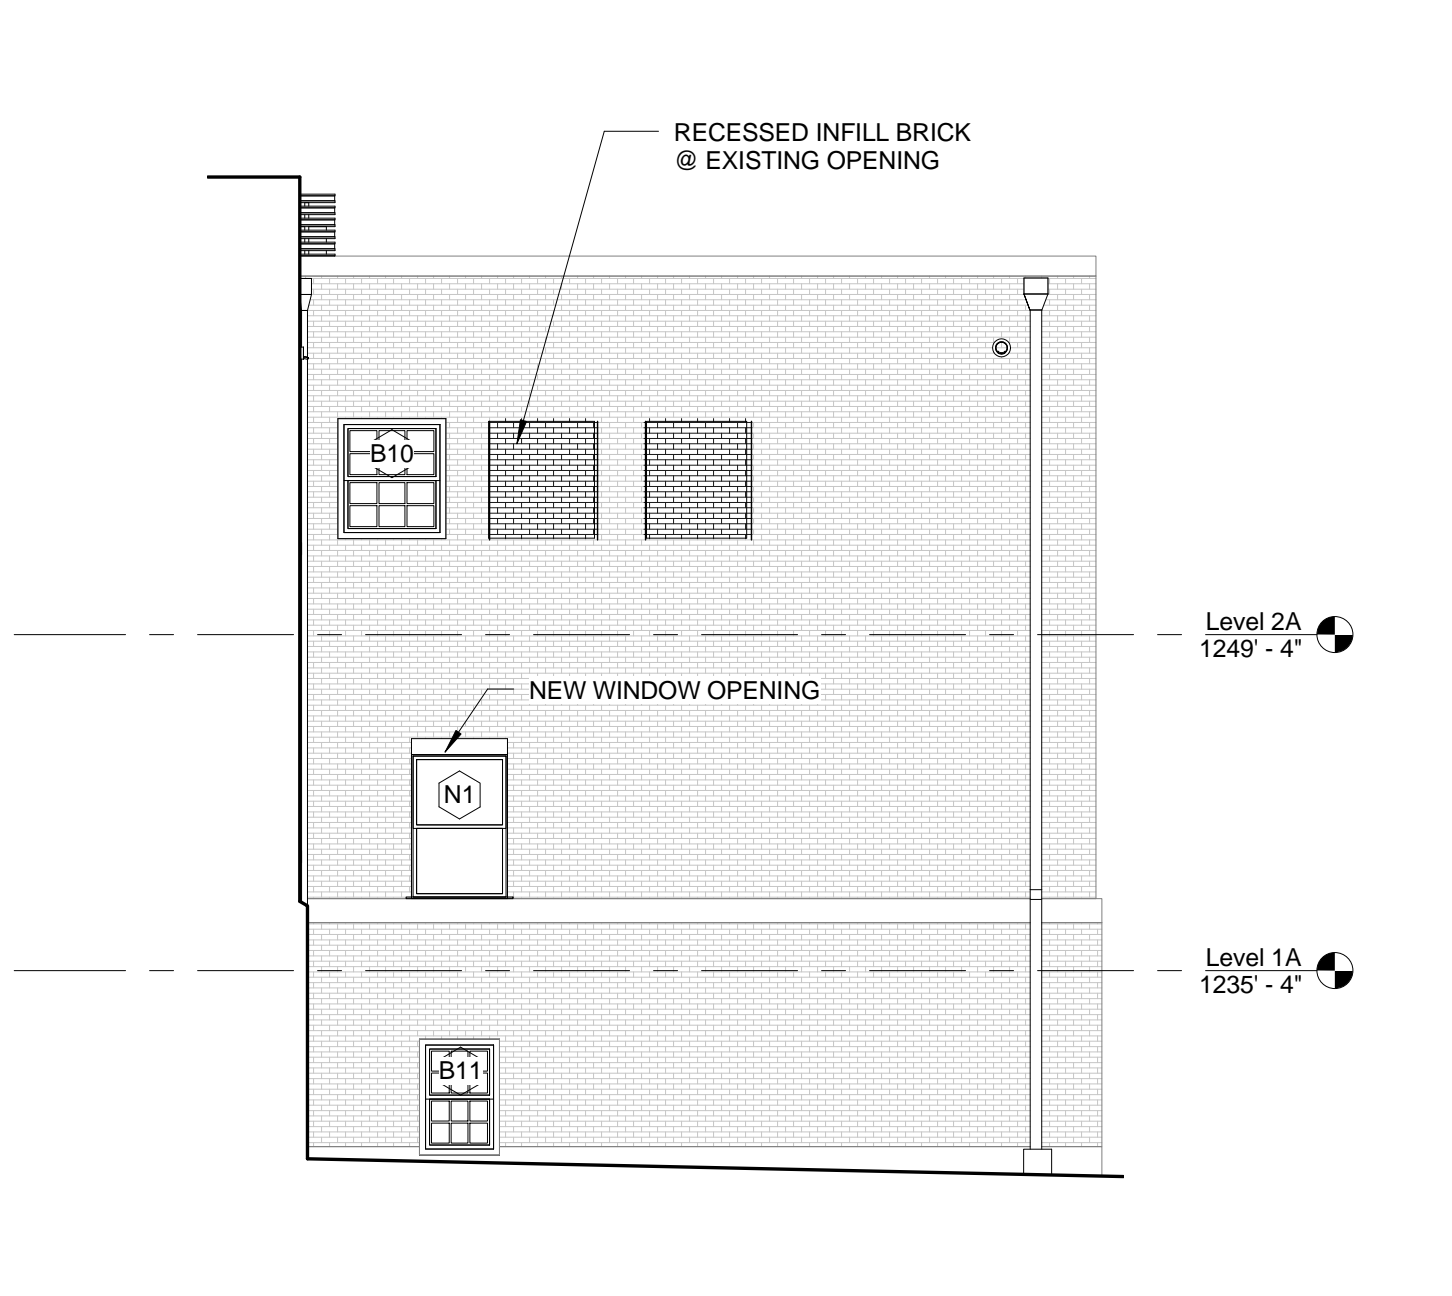 RECESSED INFILL BRICK
@ EXISTING OPENING
B10
Level 2A
1249' - 4"
NEW WINDOW OPENING
N1
Level 1A
1235' - 4"
B11